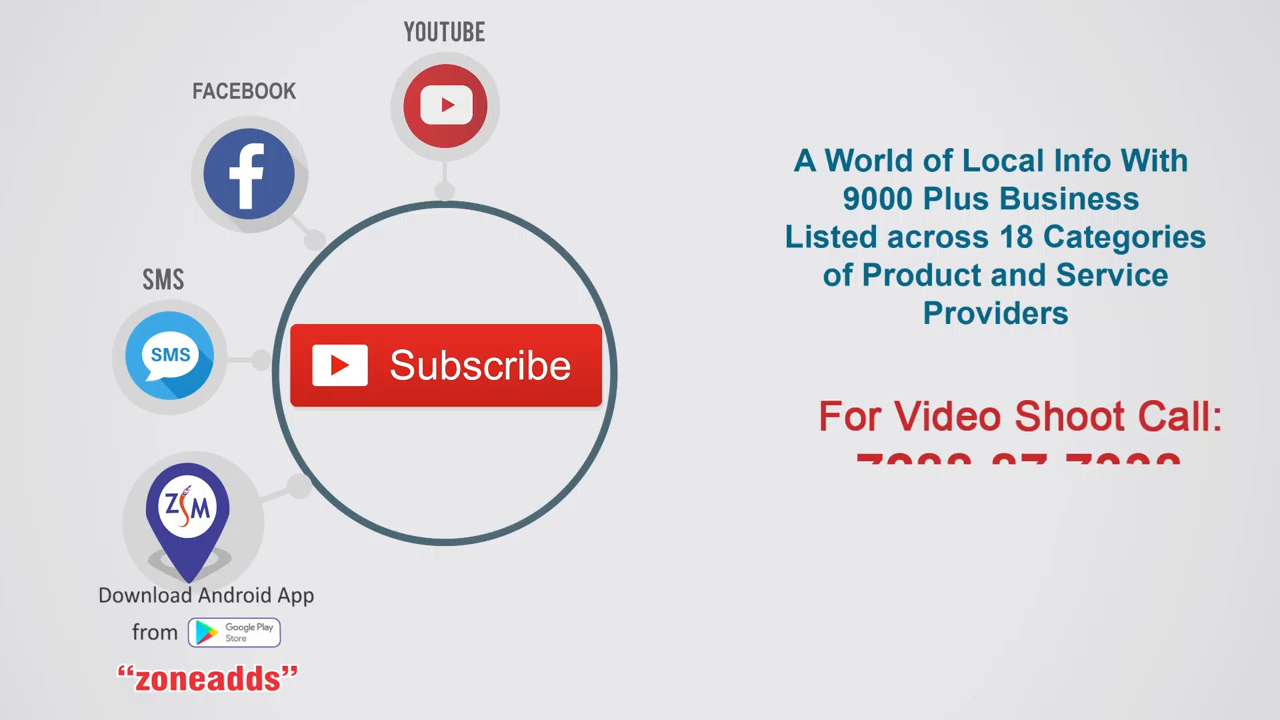 YOUTUBE
FACEBOOK
SMS
SMS
Subscribe
ZSM
Download Android App
from Google Play
Store
“zoneadds”
A World of Local Info With
9000 Plus Business
Listed across 18 Categories
of Product and Service
Providers
For Video Shoot Call: